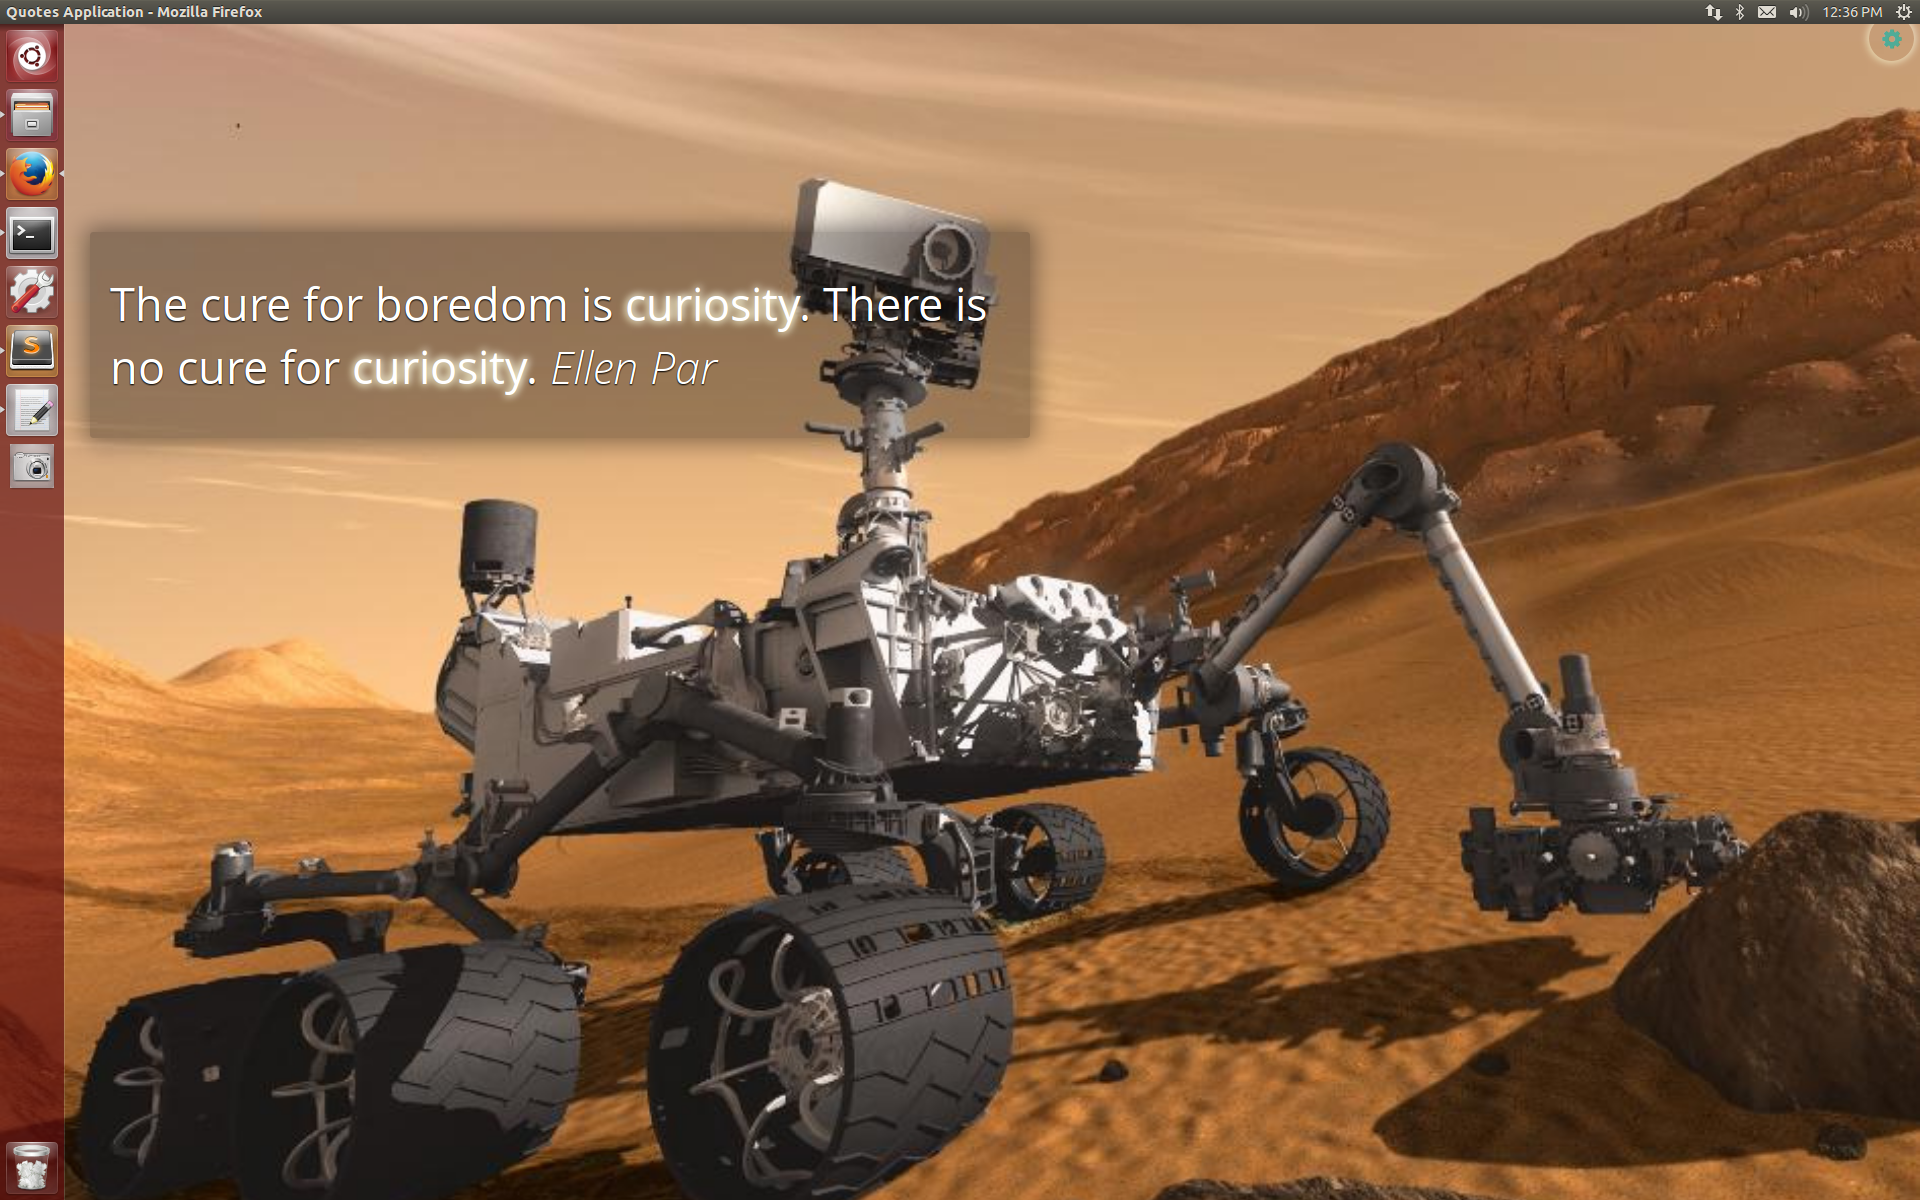 Quotes Application - Mozilla Firefox
12:36 PM
The cure for boredom is curiosity. There is
no cure for curiosity. Ellen Par